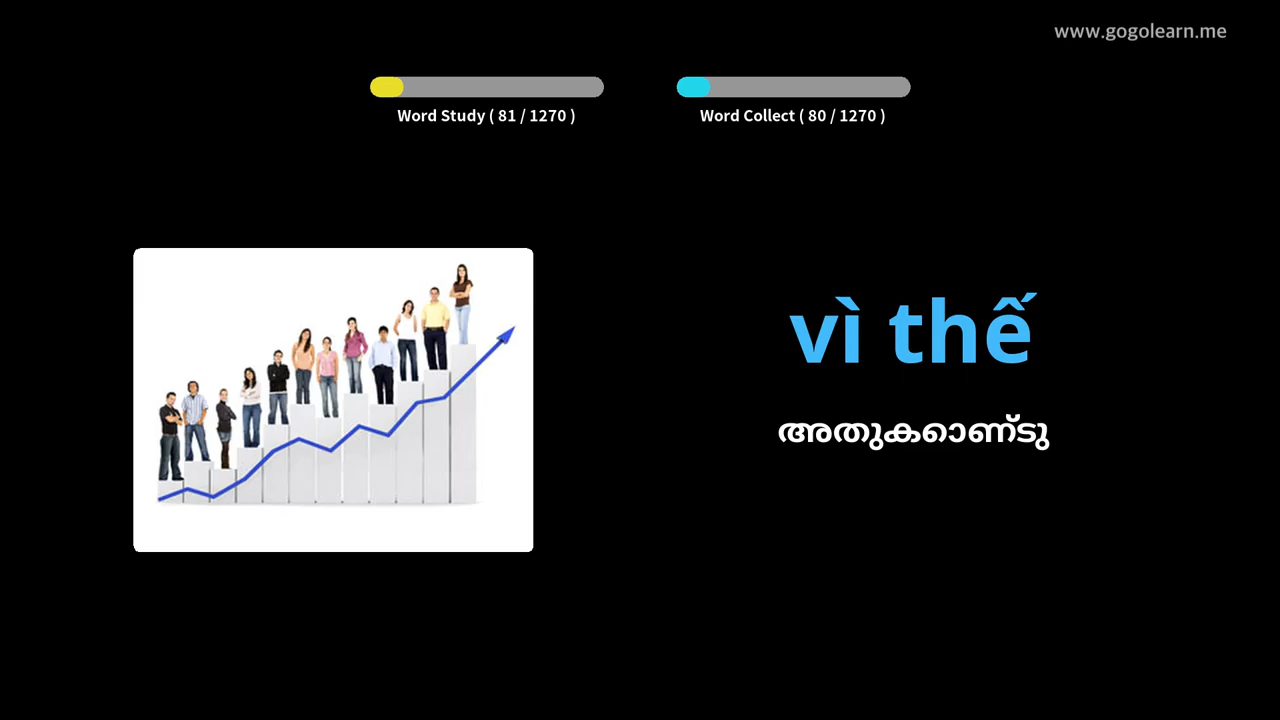 www.gogolearn.me
Word Study ( 81 / 1270 )
Word Collect ( 80 / 1270 )
vì thế
അതുകൊണ്ടു